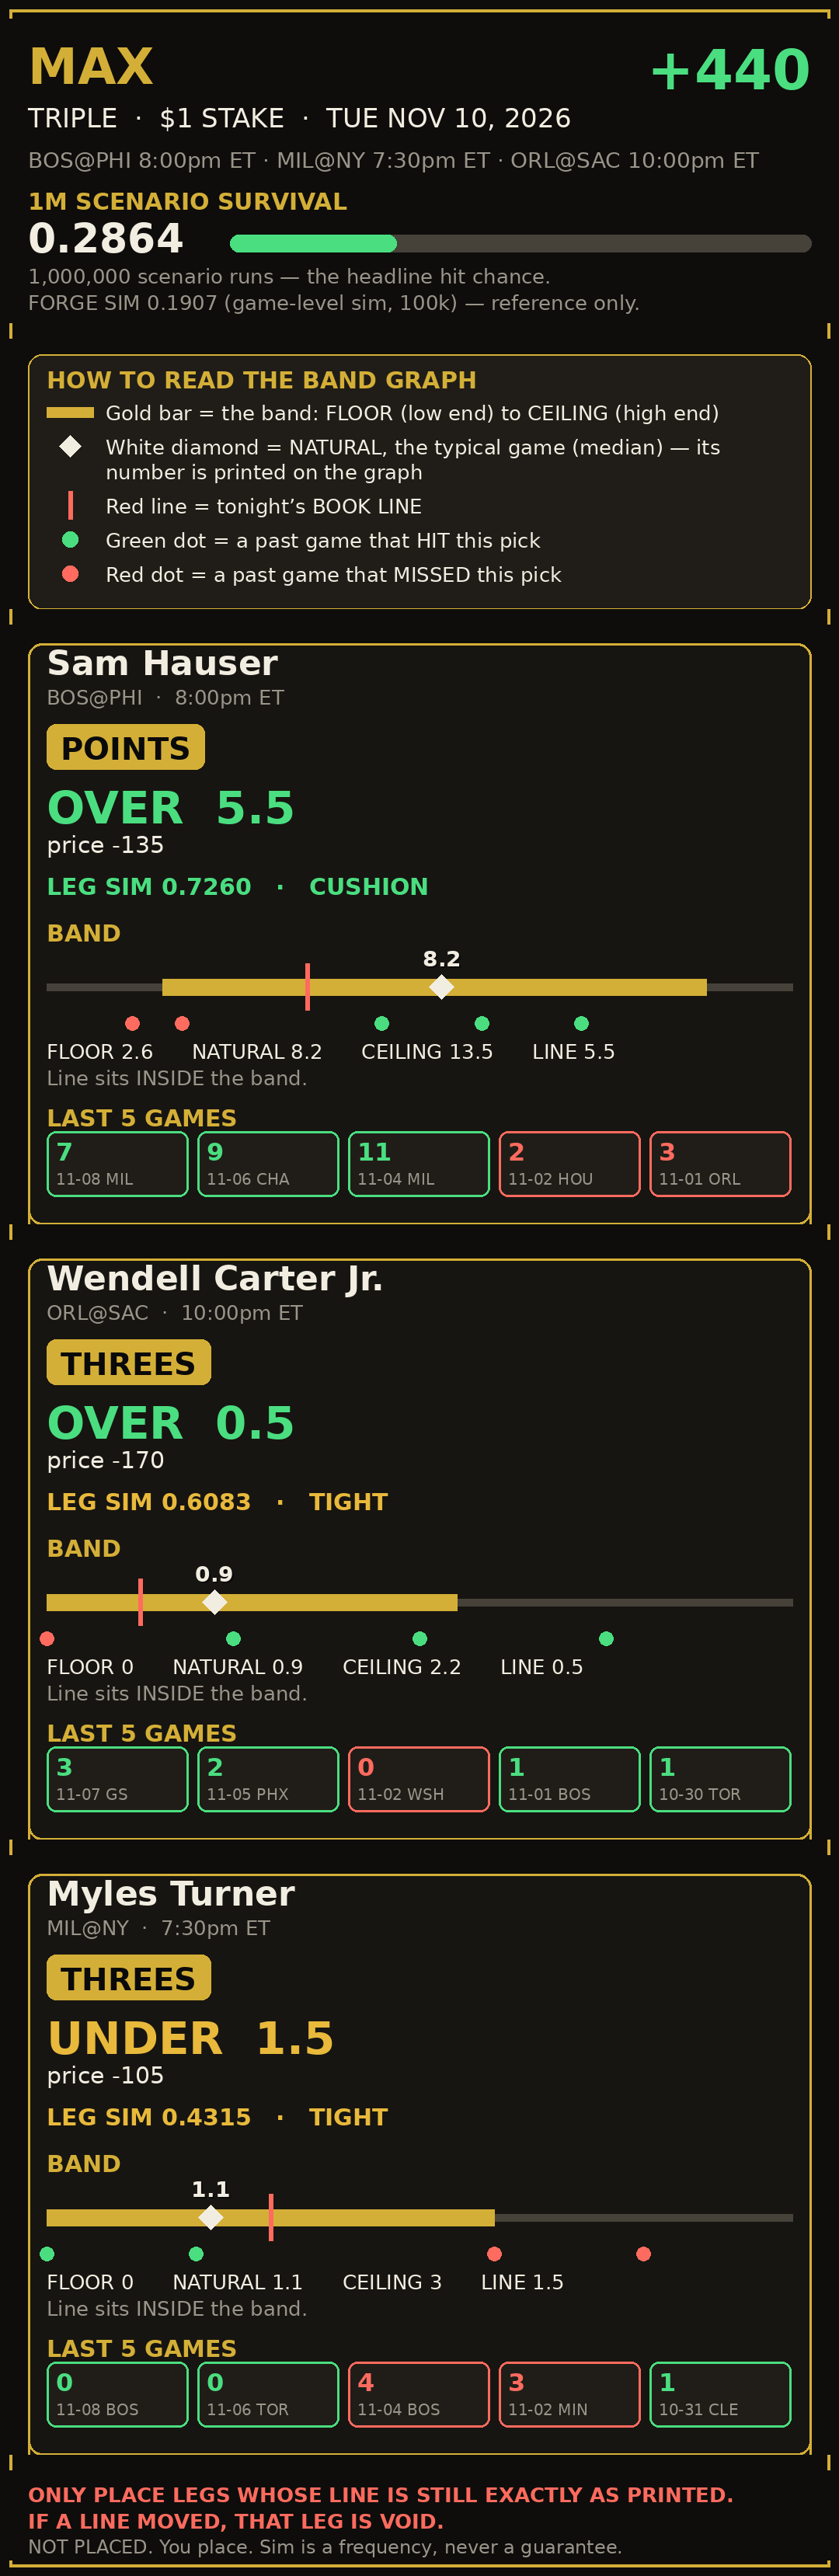 MAX
+440
TRIPLE · $1 STAKE · TUE NOV 10, 2026
BOS@PHI 8:00pm ET · MIL@NY 7:30pm ET · ORL@SAC 10:00pm ET
1M SCENARIO SURVIVAL
0.2864
1,000,000 scenario runs — the headline hit chance.
FORGE SIM 0.1907 (game-level sim, 100k) — reference only.
HOW TO READ THE BAND GRAPH
Gold bar = the band: FLOOR (low end) to CEILING (high end)
White diamond = NATURAL, the typical game (median) — its
number is printed on the graph
Red line = tonight’s BOOK LINE
Green dot = a past game that HIT this pick
Red dot = a past game that MISSED this pick
Sam Hauser
BOS@PHI · 8:00pm ET
POINTS
OVER 5.5
price -135
LEG SIM 0.7260 · CUSHION
BAND
8.2
FLOOR 2.6 NATURAL 8.2 CEILING 13.5 LINE 5.5
Line sits INSIDE the band.
LAST 5 GAMES
7 9 11 2 3
11-08 MIL 11-06 CHA 11-04 MIL 11-02 HOU 11-01 ORL
Wendell Carter Jr.
ORL@SAC · 10:00pm ET
THREES
OVER 0.5
price -170
LEG SIM 0.6083 · TIGHT
BAND
0.9
FLOOR 0 NATURAL 0.9 CEILING 2.2 LINE 0.5
Line sits INSIDE the band.
LAST 5 GAMES
3 2 0 1 1
11-07 GS 11-05 PHX 11-02 WSH 11-01 BOS 10-30 TOR
Myles Turner
MIL@NY · 7:30pm ET
THREES
UNDER 1.5
price -105
LEG SIM 0.4315 · TIGHT
BAND
1.1
FLOOR 0 NATURAL 1.1 CEILING 3 LINE 1.5
Line sits INSIDE the band.
LAST 5 GAMES
0 0 4 3 1
11-08 BOS 11-06 TOR 11-04 BOS 11-02 MIN 10-31 CLE
ONLY PLACE LEGS WHOSE LINE IS STILL EXACTLY AS PRINTED.
IF A LINE MOVED, THAT LEG IS VOID.
NOT PLACED. You place. Sim is a frequency, never a guarantee.